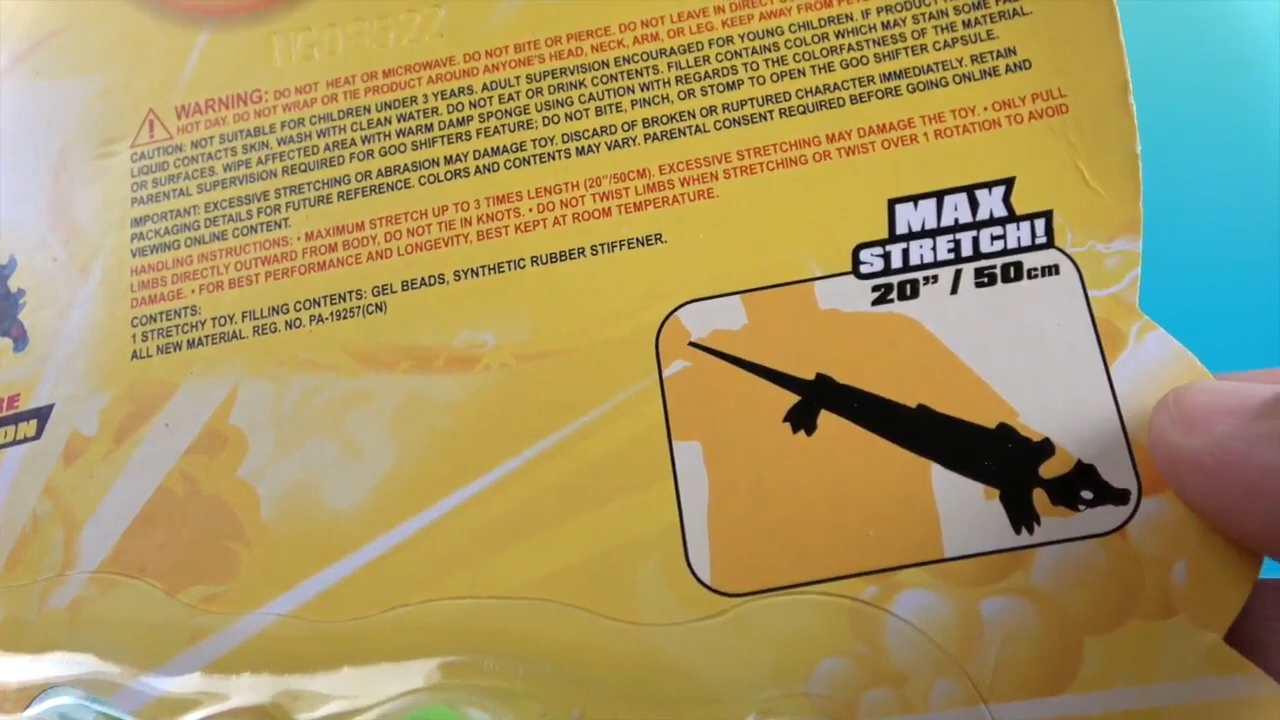 NG03522
WARNING: DO NOT HEAT OR MICROWAVE. DO NOT BITE OR PIERCE. DO NOT LEAVE IN DIRECT
HOT DAY. DO NOT WRAP OR TIE PRODUCT AROUND ANYONE'S HEAD, NECK, ARM, OR LEG. KEEP AWAY FROM
CAUTION: NOT SUITABLE FOR CHILDREN UNDER 3 YEARS. ADULT SUPERVISION ENCOURAGED FOR YOUNG CHILDREN. IF PRODUCT
LIQUID CONTACTS SKIN, WASH WITH CLEAN WATER. DO NOT EAT OR DRINK CONTENTS. FILLER CONTAINS COLOR WHICH MAY STAIN SOME
OR SURFACES. WIPE AFFECTED AREA WITH WARM DAMP SPONGE USING CAUTION WITH REGARDS TO THE COLORFASTNESS OF THE MATERIAL.
PARENTAL SUPERVISION REQUIRED FOR GOO SHIFTERS FEATURE; DO NOT BITE, PINCH, OR STOMP TO OPEN THE GOO SHIFTER CAPSULE.
IMPORTANT: EXCESSIVE STRETCHING OR ABRASION MAY DAMAGE TOY. DISCARD OF BROKEN OR RUPTURED CHARACTER IMMEDIATELY. RETAIN
PACKAGING DETAILS FOR FUTURE REFERENCE. COLORS AND CONTENTS MAY VARY. PARENTAL CONSENT REQUIRED BEFORE GOING ONLINE AND
VIEWING ONLINE CONTENT.
HANDLING INSTRUCTIONS: • MAXIMUM STRETCH UP TO 3 TIMES LENGTH (20"/50CM). EXCESSIVE STRETCHING MAY DAMAGE THE TOY. • ONLY PULL
LIMBS DIRECTLY OUTWARD FROM BODY, DO NOT TIE IN KNOTS. • DO NOT TWIST LIMBS WHEN STRETCHING OR TWIST OVER 1 ROTATION TO AVOID
DAMAGE. • FOR BEST PERFORMANCE AND LONGEVITY, BEST KEPT AT ROOM TEMPERATURE.
CONTENTS:
1 STRETCHY TOY. FILLING CONTENTS: GEL BEADS, SYNTHETIC RUBBER STIFFENER.
ALL NEW MATERIAL. REG. NO. PA-19257(CN)
MAX
STRETCH!
20" / 50cm